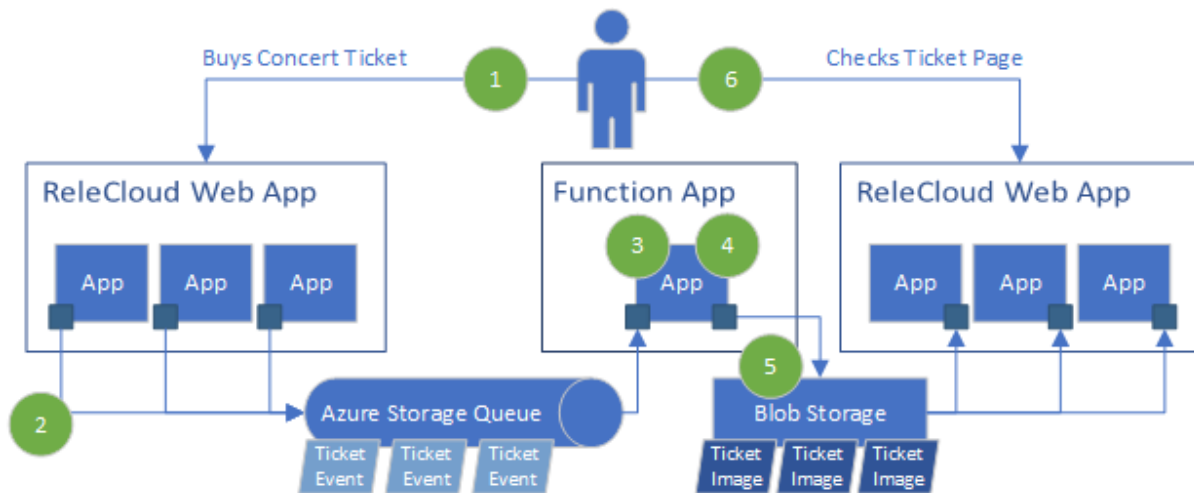 Buys Concert Ticket
1
6
Checks Ticket Page
ReleCloud Web App
Function App
ReleCloud Web App
3
4
App
App
App
App
App
App
App
2
5
Azure Storage Queue
Blob Storage
Ticket
Event
Ticket
Event
Ticket
Event
Ticket
Image
Ticket
Image
Ticket
Image